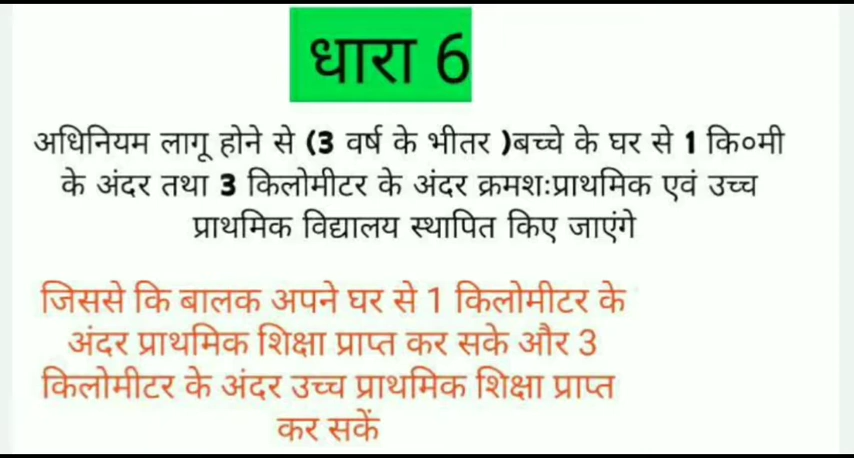 धारा 6
अधिनियम लागू होने से (3 वर्ष के भीतर )बच्चे के घर से 1 कि०मी
के अंदर तथा 3 किलोमीटर के अंदर क्रमशःप्राथमिक एवं उच्च
प्राथमिक विद्यालय स्थापित किए जाएंगे
जिससे कि बालक अपने घर से 1 किलोमीटर के
अंदर प्राथमिक शिक्षा प्राप्त कर सके और 3
किलोमीटर के अंदर उच्च प्राथमिक शिक्षा प्राप्त
कर सकें